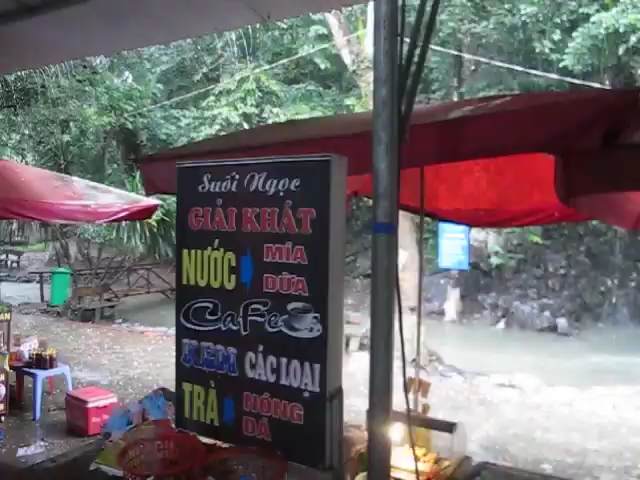 Suối Ngọc
GIẢI KHÁT
NƯỚC MÍA
DỪA
CaFe
KEM CÁC LOẠI
TRÀ NÓNG
ĐÁ